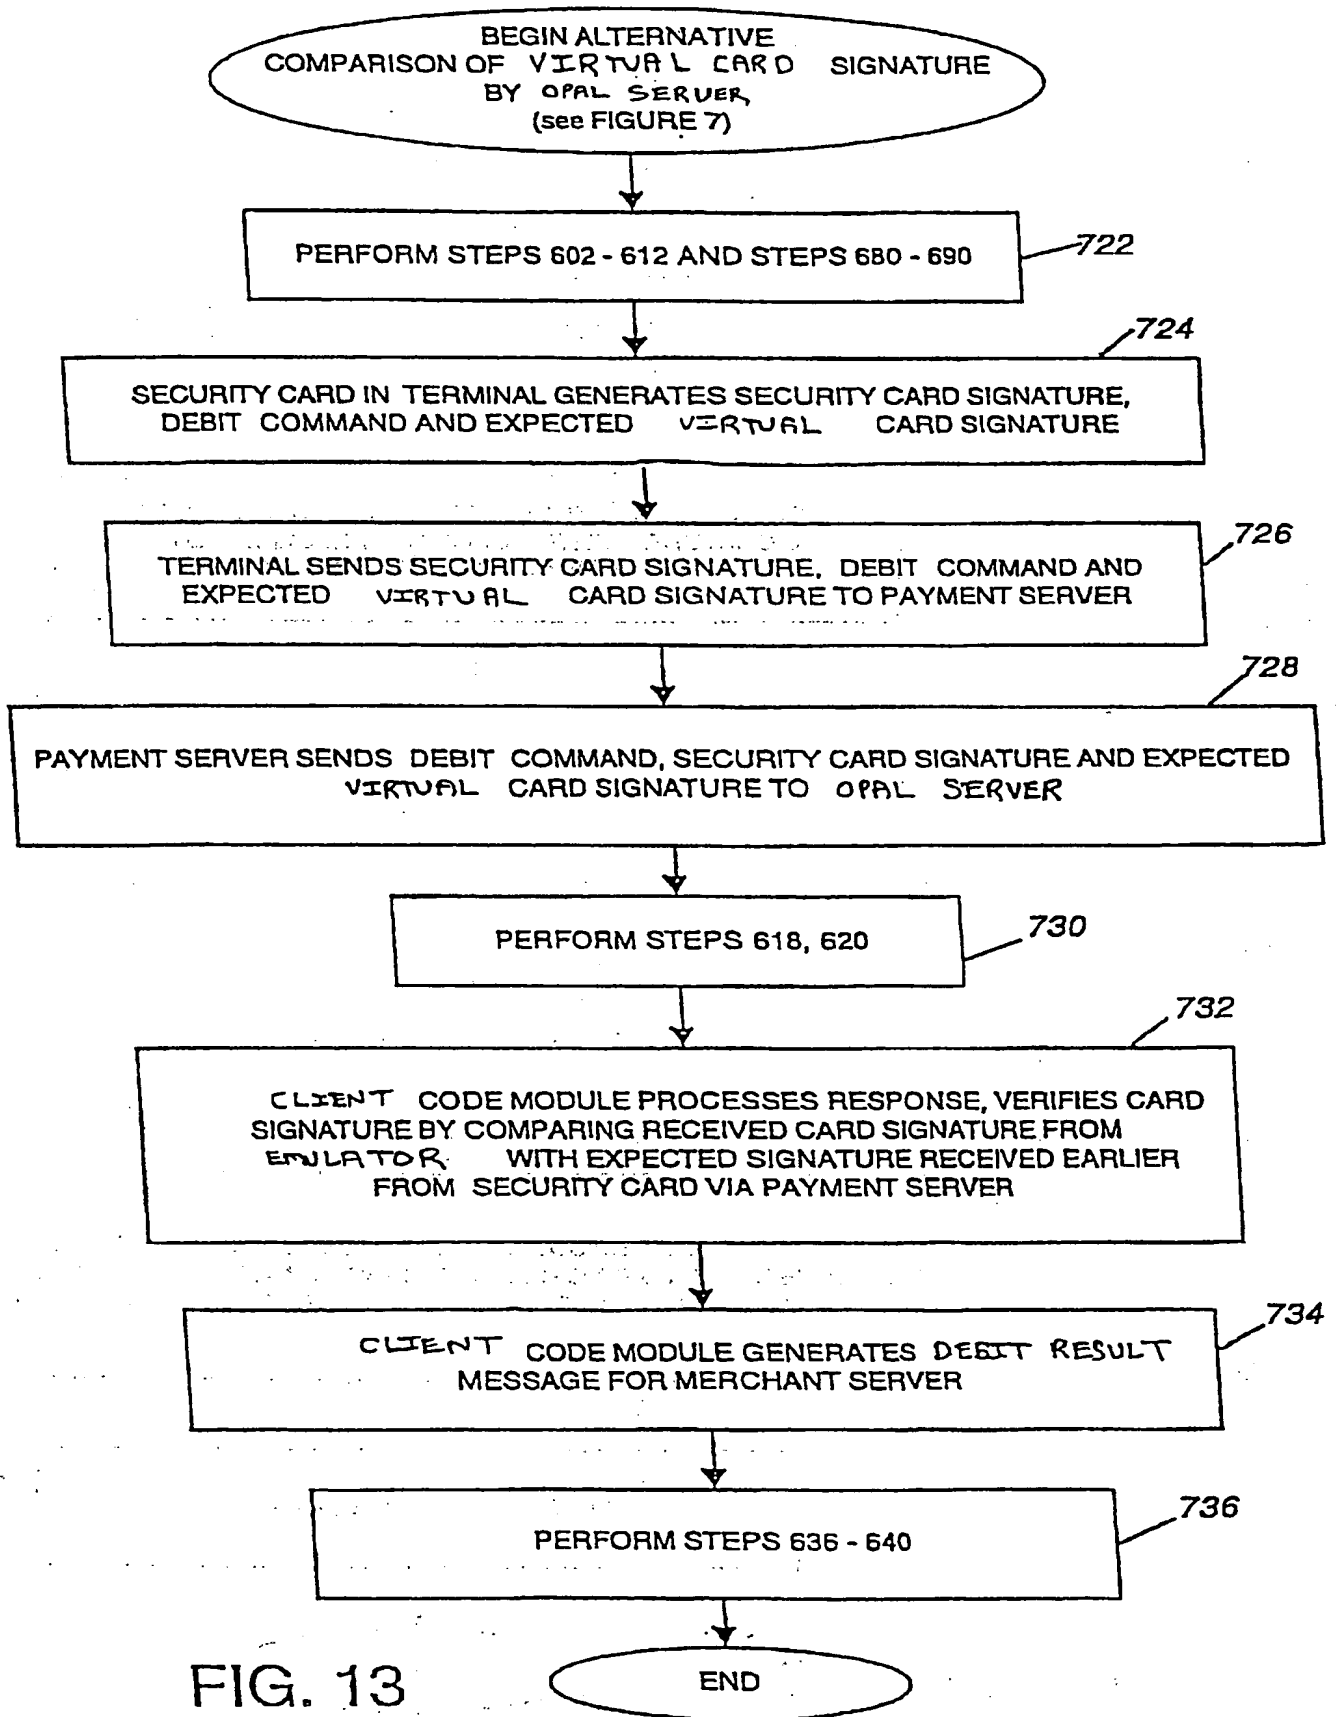 BEGIN ALTERNATIVE
COMPARISON OF VIRTUAL CARD SIGNATURE
BY OPAL SERVER
(see FIGURE 7)
PERFORM STEPS 602 - 612 AND STEPS 680 - 690
722
724
SECURITY CARD IN TERMINAL GENERATES SECURITY CARD SIGNATURE,
DEBIT COMMAND AND EXPECTED VIRTUAL CARD SIGNATURE
726
TERMINAL SENDS SECURITY CARD SIGNATURE, DEBIT COMMAND AND
EXPECTED VIRTUAL CARD SIGNATURE TO PAYMENT SERVER
728
PAYMENT SERVER SENDS DEBIT COMMAND, SECURITY CARD SIGNATURE AND EXPECTED
VIRTUAL CARD SIGNATURE TO OPAL SERVER
PERFORM STEPS 618, 620
730
732
CLIENT CODE MODULE PROCESSES RESPONSE, VERIFIES CARD
SIGNATURE BY COMPARING RECEIVED CARD SIGNATURE FROM
EMULATOR WITH EXPECTED SIGNATURE RECEIVED EARLIER
FROM SECURITY CARD VIA PAYMENT SERVER
734
CLIENT CODE MODULE GENERATES DEBIT RESULT
MESSAGE FOR MERCHANT SERVER
736
PERFORM STEPS 636 - 640
END
FIG. 13